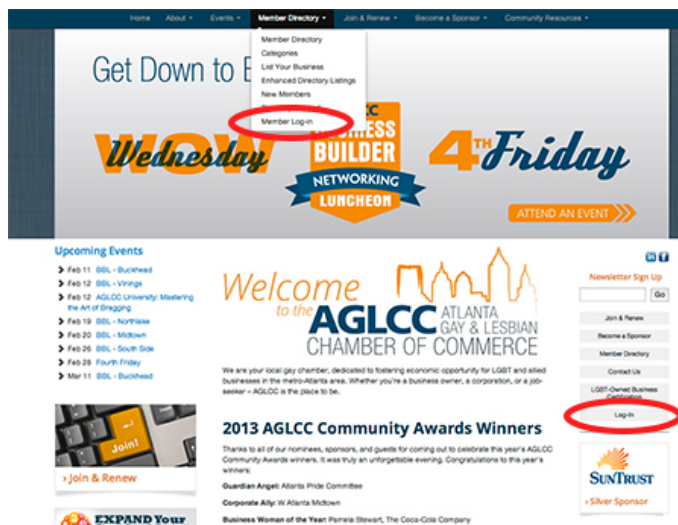 Home About Events Member Directory Join & Renew Become a Sponsor Community Resources
Member Directory
Categories
List Your Business
Enhanced Directory Listings
New Members
Member Log-in
Get Down to B
WOW
Wednesday
BUILDER
NETWORKING
LUNCHEON
4TH Friday
ATTEND AN EVENT
Upcoming Events
Feb 11 BBL - Buckhead
Feb 12 BBL - Vinings
Feb 12 AGLCC University: Mastering
the Art of Bragging
Feb 19 BBL - Northlake
Feb 20 BBL - Midtown
Feb 26 BBL - South Side
Feb 28 Fourth Friday
Mar 11 BBL - Buckhead
Join!
› Join & Renew
EXPAND Your
Welcome
to the AGLCC ATLANTA
GAY & LESBIAN
CHAMBER OF COMMERCE
We are your local gay chamber, dedicated to fostering economic opportunity for LGBT and allied
businesses in the metro-Atlanta area. Whether you're a business owner, a corporation, or a job-
seeker – AGLCC is the place to be.
2013 AGLCC Community Awards Winners
Thanks to all of our nominees, sponsors, and guests for coming out to celebrate this year's AGLCC
Community Awards winners. It was truly an unforgettable evening. Congratulations to this year's
winners:
Guardian Angel: Atlanta Pride Committee
Corporate Ally: W Atlanta Midtown
Business Woman of the Year: Pamela Stewart, The Coca-Cola Company
in f
Newsletter Sign Up
Go
Join & Renew
Become a Sponsor
Member Directory
Contact Us
LGBT-Owned Business
Certification
Log-In
SUNTRUST
› Silver Sponsor